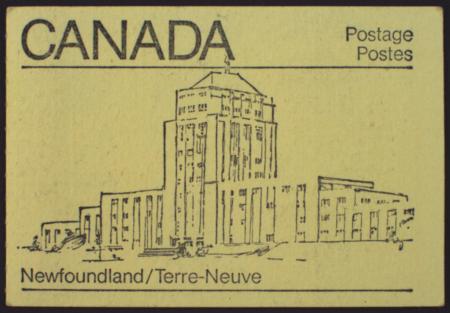 CANADA
Postage
Postes
Newfoundland/Terre-Neuve